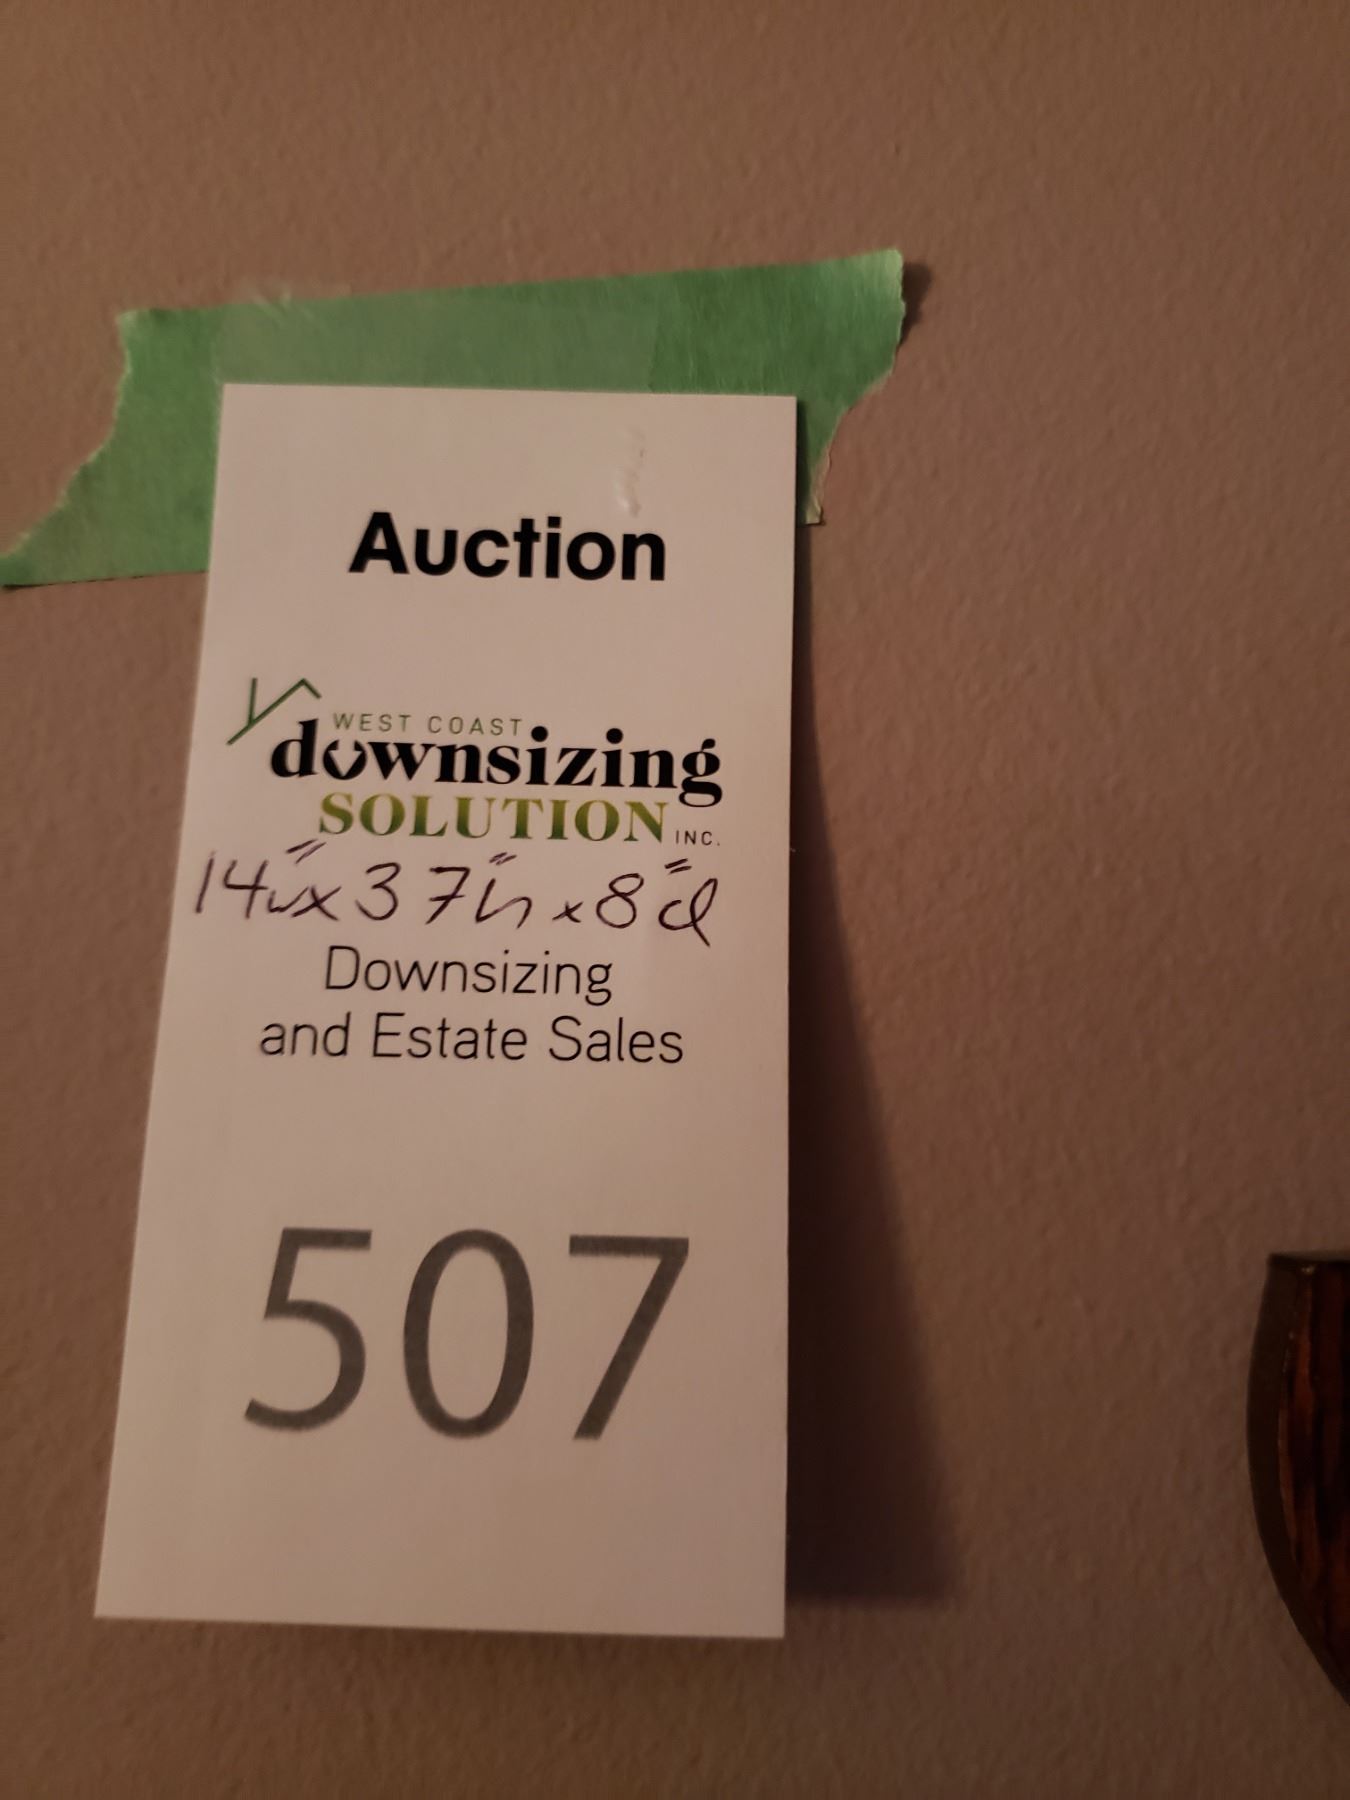 Auction
WEST COAST
downsizing
SOLUTION INC.
14"w x 37"h x 8"d
Downsizing
and Estate Sales
507